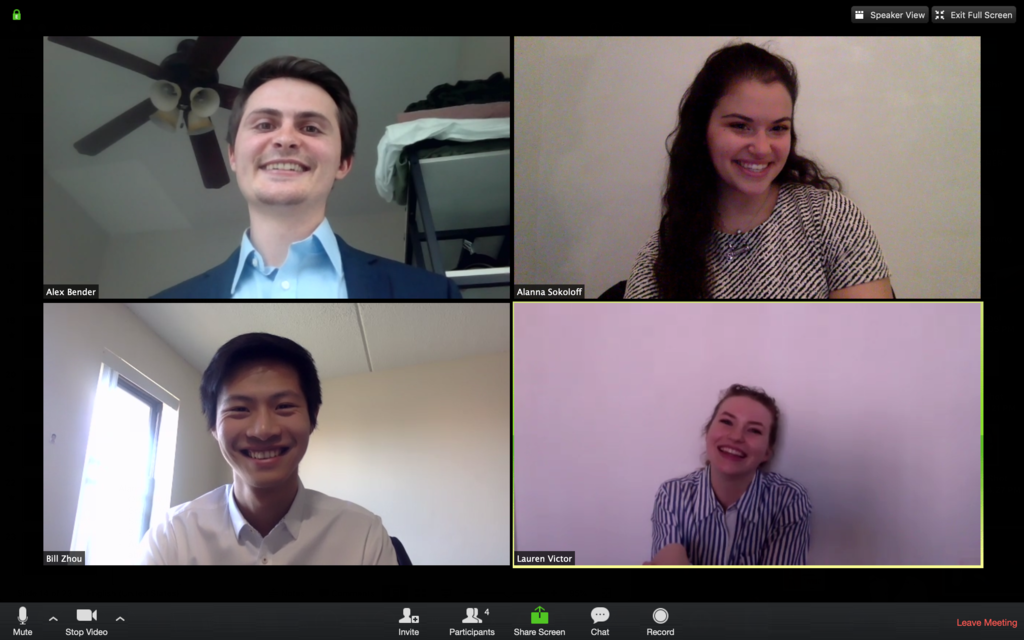 Speaker View
Exit Full Screen
Alex Bender
Alanna Sokoloff
Bill Zhou
Lauren Victor
Mute
Stop Video
Invite
4
Participants
Share Screen
Chat
Record
Leave Meeting